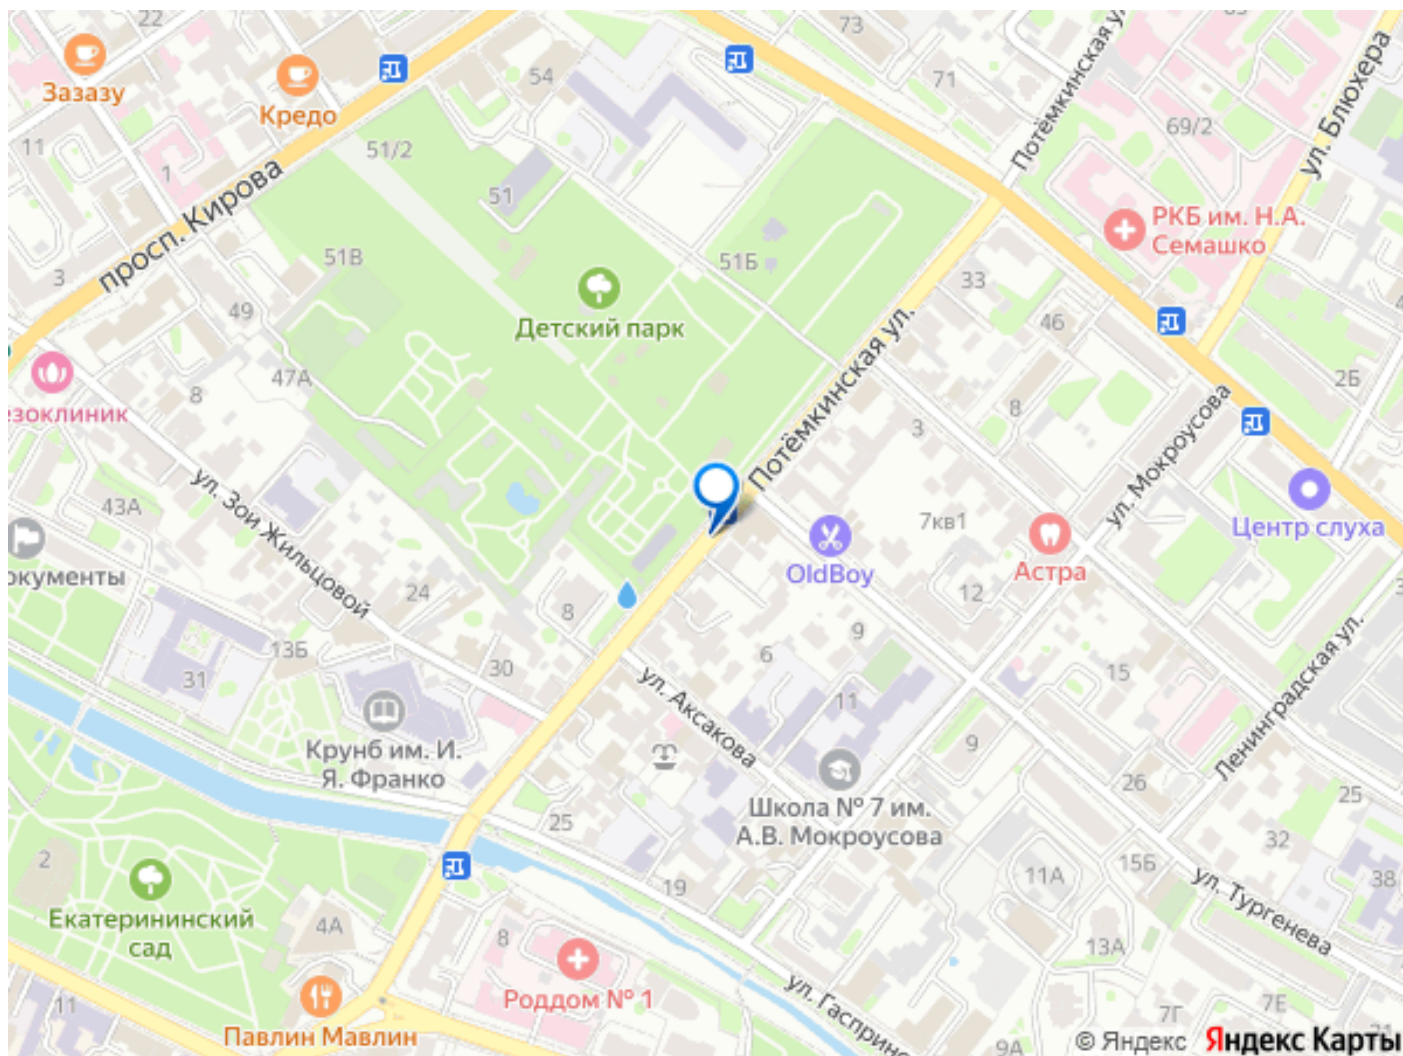 22
73
Зазазу
Кредо
54
71
69/2
Потёмкинская ул.
ул. Блюхера
11
1
51/2
51
просп. Кирова
РКБ им. Н.А.
Семашко
3
51В
51Б
33
49
Детский парк
46
47А
8
Потёмкинская ул.
2Б
8
3
ул. Мокроусова
43А
ул. Зои Жильцовой
7кв1
Центр слуха
OldBoy
Астра
24
8
12
13Б
9
6
30
31
15
Ленинградская ул.
ул. Аксакова
11
Крунб им. И.
Я. Франко
9
26
25
Школа № 7 им.
А.В. Мокроусова
25
32
2
19
11А
15Б
38
Екатерининский
сад
4А
8
13А
ул. Тургенева
Роддом № 1
ул. Гасприн
11
7Г
7Е
Павлин Мавлин
9А
© Яндекс Яндекс Карты